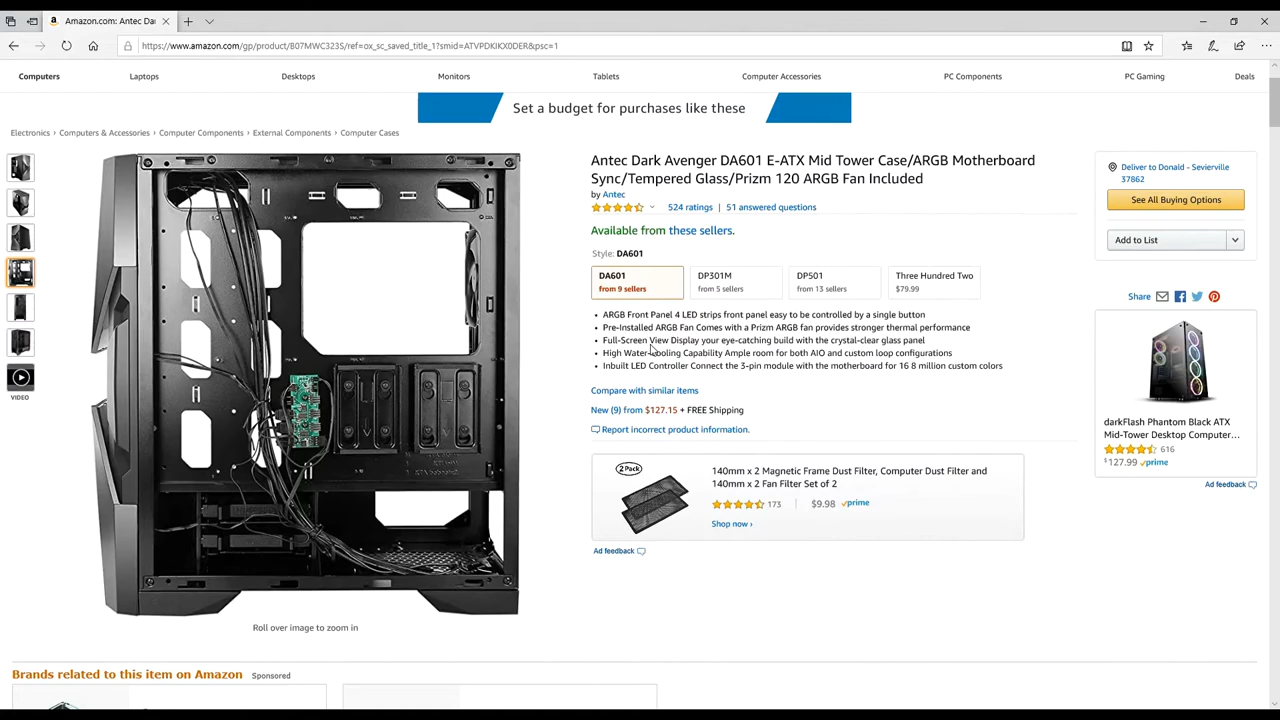 Amazon.com: Antec Da
https://www.amazon.com/gp/product/B07MWC323S/ref=ox_sc_saved_title_1?smid=ATVPDKIKX0DER&psc=1
Computers Laptops Desktops Monitors Tablets Computer Accessories PC Components PC Gaming Deals
Set a budget for purchases like these
Electronics › Computers & Accessories › Computer Components › External Components › Computer Cases
Antec Dark Avenger DA601 E-ATX Mid Tower Case/ARGB Motherboard
Sync/Tempered Glass/Prizm 120 ARGB Fan Included
by Antec
524 ratings | 51 answered questions
Available from these sellers.
Style: DA601
DA601
from 9 sellers
DP301M
from 5 sellers
DP501
from 13 sellers
Three Hundred Two
$79.99
• ARGB Front Panel 4 LED strips front panel easy to be controlled by a single button
• Pre-Installed ARGB Fan Comes with a Prizm ARGB fan provides stronger thermal performance
• Full-Screen View Display your eye-catching build with the crystal-clear glass panel
• High Water-Cooling Capability Ample room for both AIO and custom loop configurations
• Inbuilt LED Controller Connect the 3-pin module with the motherboard for 16 8 million custom colors
Compare with similar items
New (9) from $127.15 + FREE Shipping
Report incorrect product information.
2 Pack
140mm x 2 Magnetic Frame Dust Filter, Computer Dust Filter and
140mm x 2 Fan Filter Set of 2
173 | $9.98 prime
Shop now ›
Ad feedback
Deliver to Donald - Sevierville
37862
See All Buying Options
Add to List
Share
darkFlash Phantom Black ATX
Mid-Tower Desktop Computer…
616
$127.99 prime
Ad feedback
VIDEO
Roll over image to zoom in
Brands related to this item on Amazon Sponsored